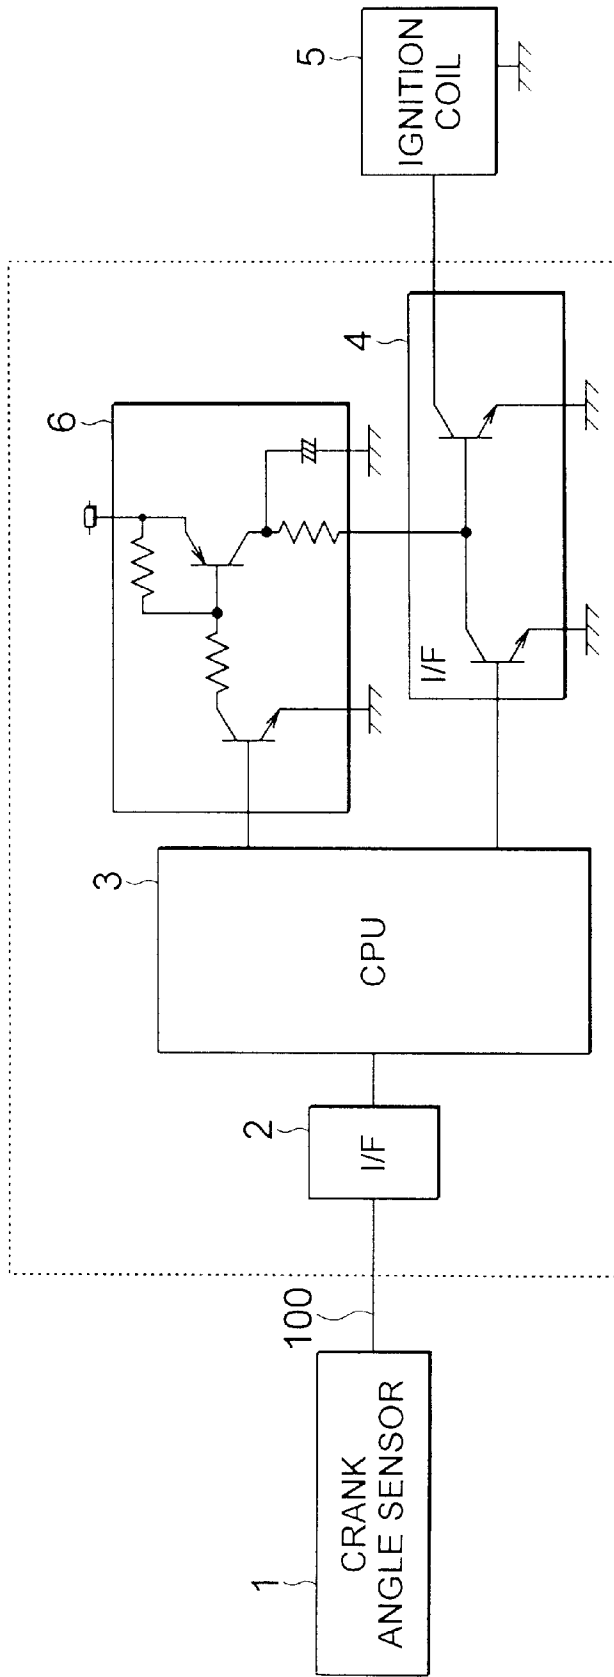 1
CRANK
ANGLE SENSOR
100
2
I/F
3
CPU
6
4
I/F
5
IGNITION
COIL